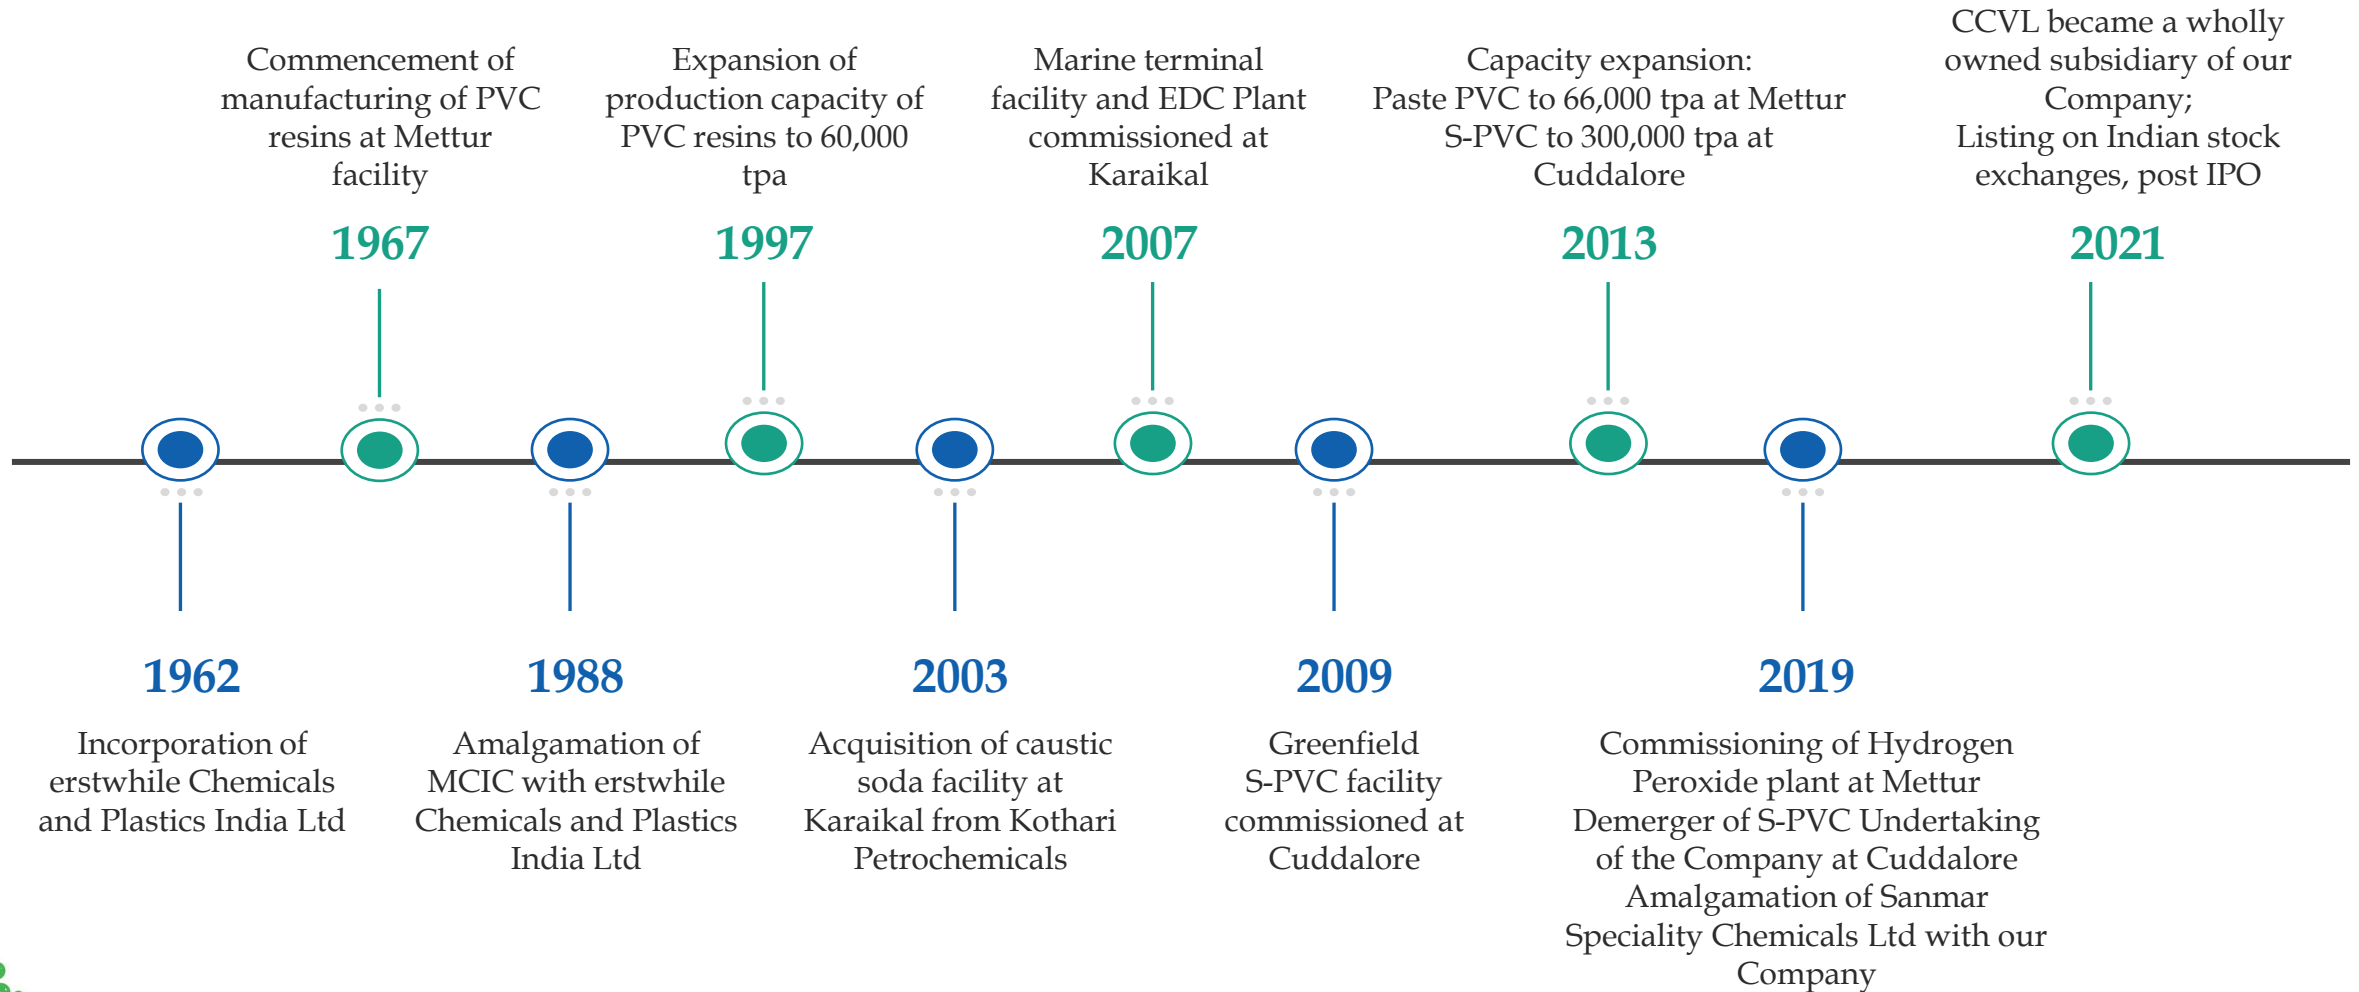 Commencement of
manufacturing of PVC
resins at Mettur
facility
1967
Expansion of
production capacity of
PVC resins to 60,000
tpa
1997
Marine terminal
facility and EDC Plant
commissioned at
Karaikal
2007
Capacity expansion:
Paste PVC to 66,000 tpa at Mettur
S-PVC to 300,000 tpa at
Cuddalore
2013
CCVL became a wholly
owned subsidiary of our
Company;
Listing on Indian stock
exchanges, post IPO
2021
1962
Incorporation of
erstwhile Chemicals
and Plastics India Ltd
1988
Amalgamation of
MCIC with erstwhile
Chemicals and Plastics
India Ltd
2003
Acquisition of caustic
soda facility at
Karaikal from Kothari
Petrochemicals
2009
Greenfield
S-PVC facility
commissioned at
Cuddalore
2019
Commissioning of Hydrogen
Peroxide plant at Mettur
Demerger of S-PVC Undertaking
of the Company at Cuddalore
Amalgamation of Sanmar
Speciality Chemicals Ltd with our
Company